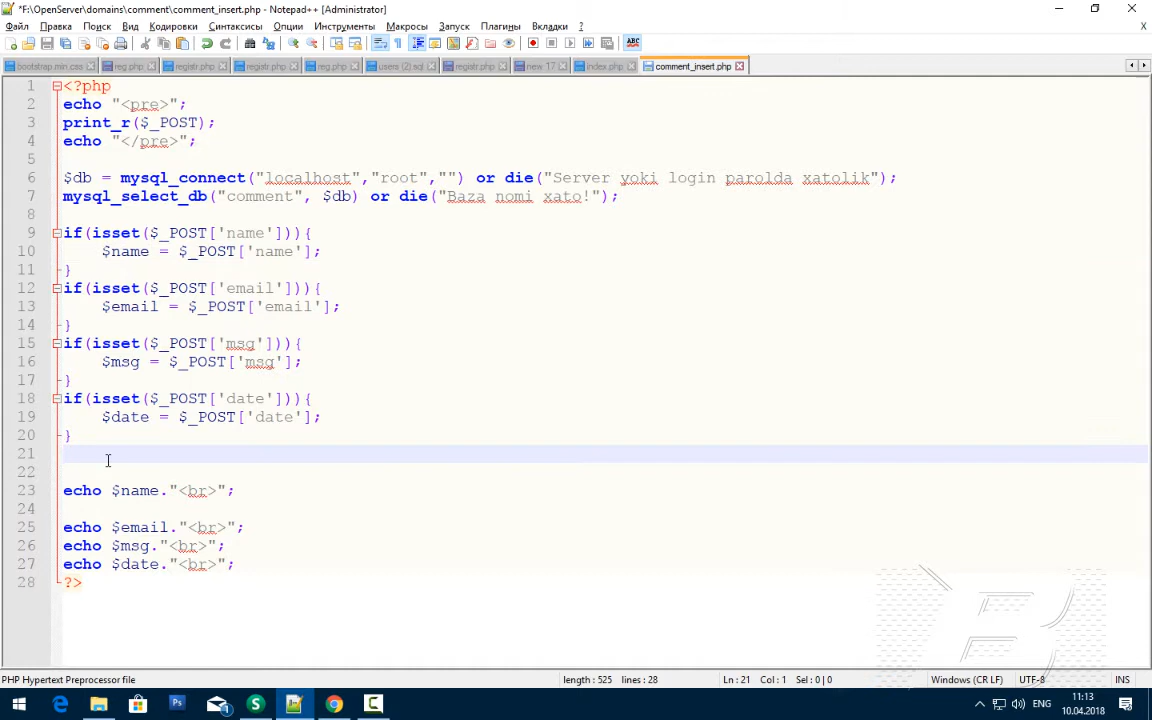 *F:\OpenServer\domains\comment\comment_insert.php - Notepad++ [Administrator]
Файл Правка Поиск Вид Кодировки Синтаксисы Опции Инструменты Макросы Запуск Плагины Вкладки ? X
bootstrap.min.css reg.php registr.php registr.php reg.php users (2).sql registr.php new 17 index.php comment_insert.php
1 <?php
2 echo "<pre>";
3 print_r($_POST);
4 echo "</pre>";
5
6 $db = mysql_connect("localhost","root","") or die("Server yoki login parolda xatolik");
7 mysql_select_db("comment", $db) or die("Baza nomi xato!");
8
9 if(isset($_POST['name'])){
10 $name = $_POST['name'];
11 }
12 if(isset($_POST['email'])){
13 $email = $_POST['email'];
14 }
15 if(isset($_POST['msg'])){
16 $msg = $_POST['msg'];
17 }
18 if(isset($_POST['date'])){
19 $date = $_POST['date'];
20 }
21
22
23 echo $name."<br>";
24
25 echo $email."<br>";
26 echo $msg."<br>";
27 echo $date."<br>";
28 ?>
PHP Hypertext Preprocessor file length : 525 lines : 28 Ln : 21 Col : 1 Sel : 0 | 0 Windows (CR LF) UTF-8 INS
ENG 11:13
10.04.2018